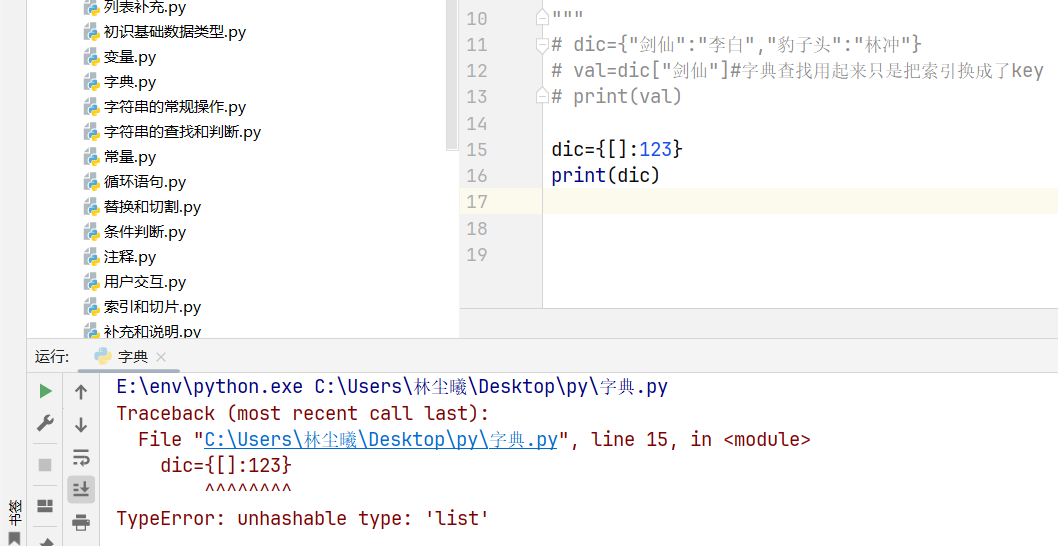 列表补充.py
初识基础数据类型.py
变量.py
字典.py
字符串的常规操作.py
字符串的查找和判断.py
常量.py
循环语句.py
替换和切割.py
条件判断.py
注释.py
用户交互.py
索引和切片.py
补充和说明.py
10 """
11 # dic={"剑仙":"李白","豹子头":"林冲"}
12 # val=dic["剑仙"]#字典查找用起来只是把索引换成了key
13 # print(val)
14
15 dic={[]:123}
16 print(dic)
17
18
19
运行: 字典
E:\env\python.exe C:\Users\林尘曦\Desktop\py\字典.py
Traceback (most recent call last):
File "C:\Users\林尘曦\Desktop\py\字典.py", line 15, in <module>
dic={[]:123}
^^^^^^^^
TypeError: unhashable type: 'list'
书签